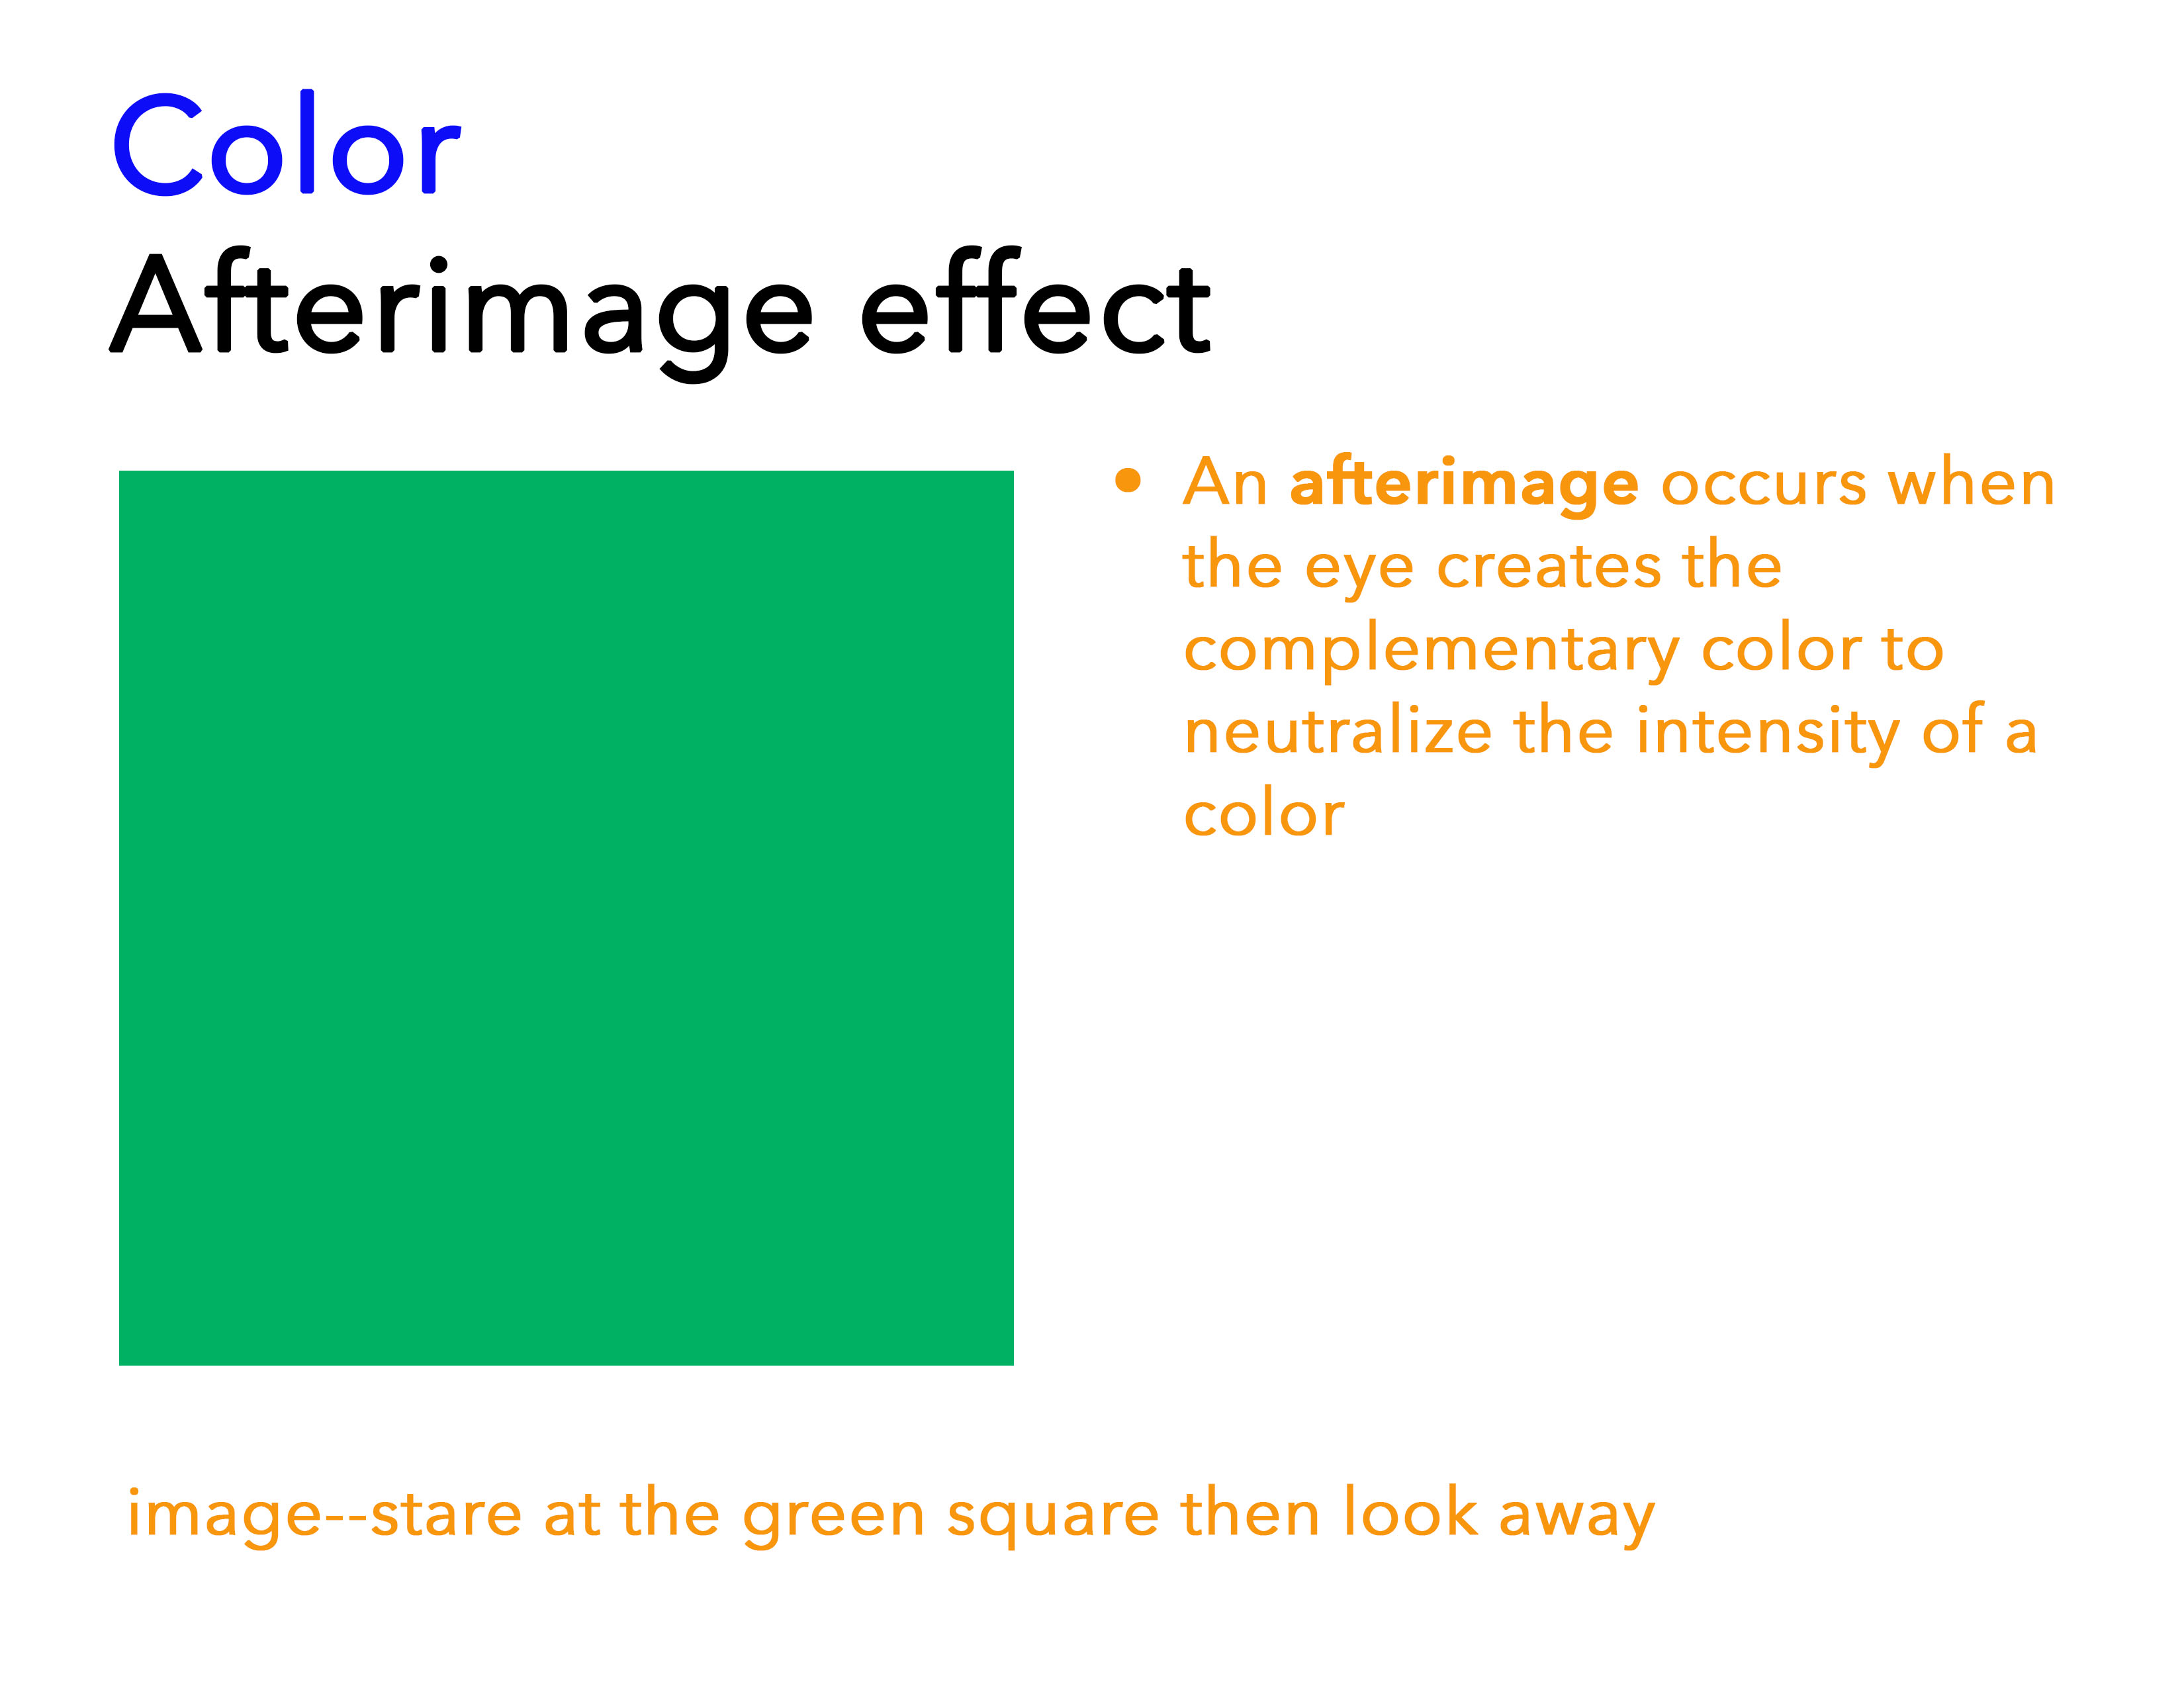 Color
Afterimage effect
• An afterimage occurs when
the eye creates the
complementary color to
neutralize the intensity of a
color
image--stare at the green square then look away